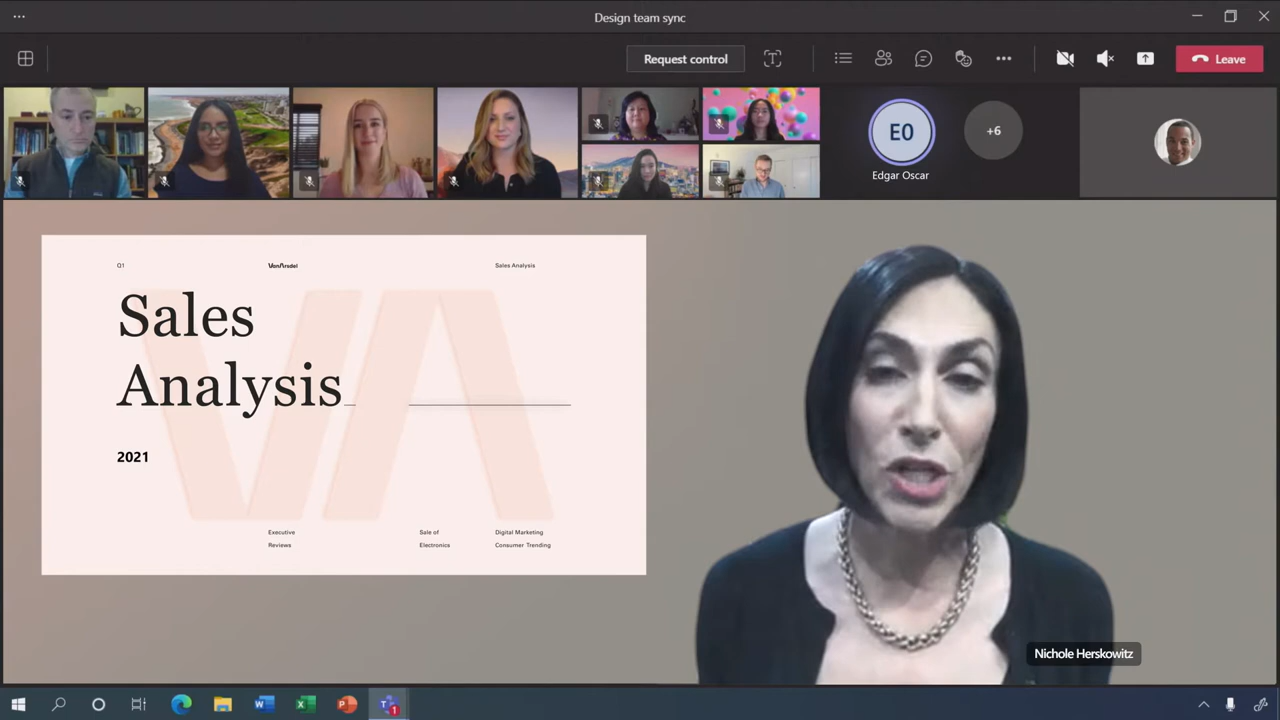 Design team sync
Request control
Leave
EO
+6
Edgar Oscar
Q1
VanArsdel
Sales Analysis
Sales
Analysis
2021
Executive
Reviews
Sale of
Electronics
Digital Marketing
Consumer Trending
Nichole Herskowitz
1